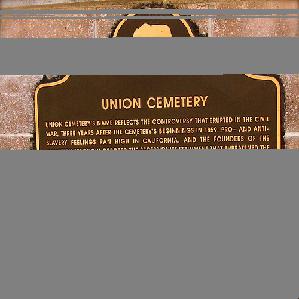 UNION CEMETERY
UNION CEMETERY'S NAME REFLECTS THE CONTROVERSY THAT ERUPTED IN THE CIVIL
WAR. THREE YEARS AFTER THE CEMETERY'S BEGINNINGS IN 1859, PRO- AND ANTI-
SLAVERY FEELINGS RAN HIGH IN CALIFORNIA, AND THE FOUNDERS OF THE
THE